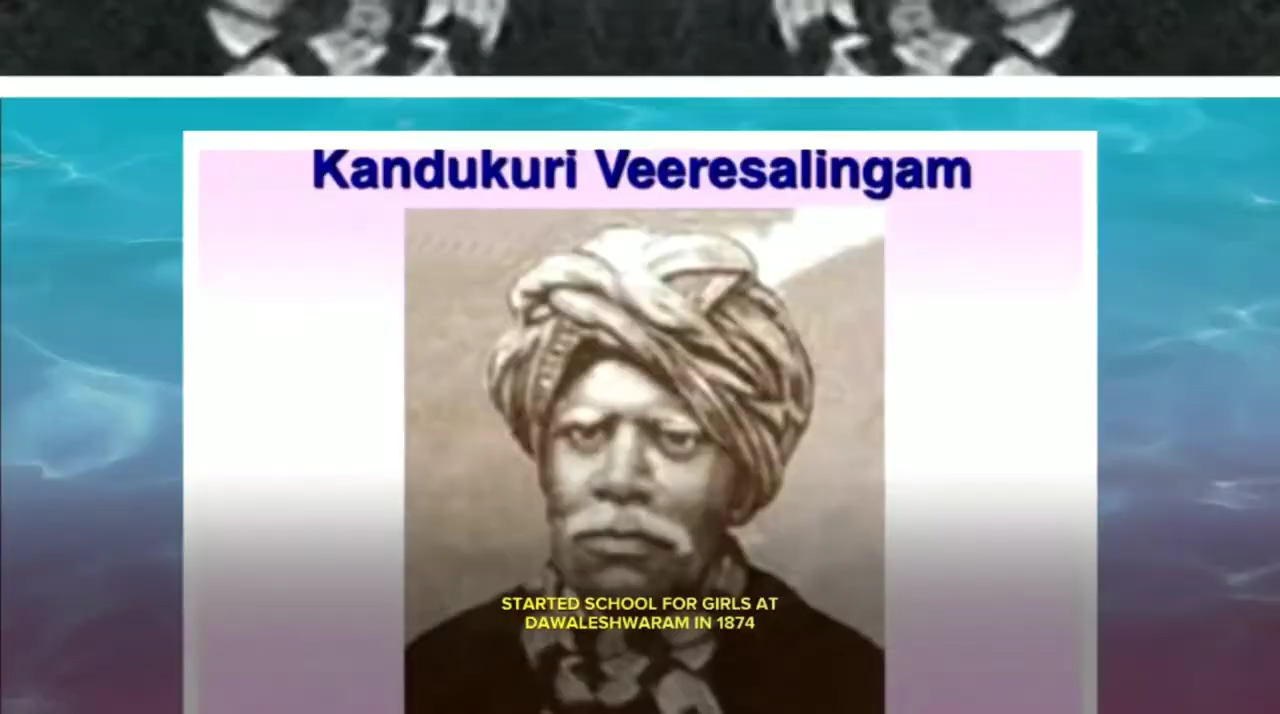 Kandukuri Veeresalingam
STARTED SCHOOL FOR GIRLS AT
DAWALESHWARAM IN 1874